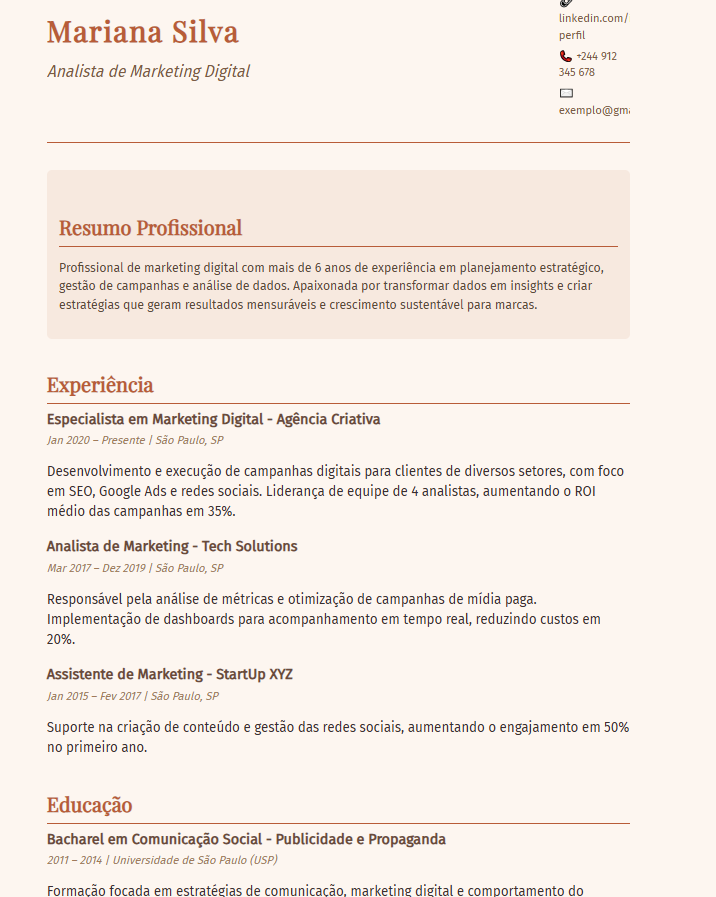 Mariana Silva
Analista de Marketing Digital
linkedin.com/
perfil
+244 912
345 678
exemplo@gm
Resumo Profissional
Profissional de marketing digital com mais de 6 anos de experiência em planejamento estratégico,
gestão de campanhas e análise de dados. Apaixonada por transformar dados em insights e criar
estratégias que geram resultados mensuráveis e crescimento sustentável para marcas.
Experiência
Especialista em Marketing Digital - Agência Criativa
Jan 2020 – Presente | São Paulo, SP
Desenvolvimento e execução de campanhas digitais para clientes de diversos setores, com foco
em SEO, Google Ads e redes sociais. Liderança de equipe de 4 analistas, aumentando o ROI
médio das campanhas em 35%.
Analista de Marketing - Tech Solutions
Mar 2017 – Dez 2019 | São Paulo, SP
Responsável pela análise de métricas e otimização de campanhas de mídia paga.
Implementação de dashboards para acompanhamento em tempo real, reduzindo custos em
20%.
Assistente de Marketing - StartUp XYZ
Jan 2015 – Fev 2017 | São Paulo, SP
Suporte na criação de conteúdo e gestão das redes sociais, aumentando o engajamento em 50%
no primeiro ano.
Educação
Bacharel em Comunicação Social - Publicidade e Propaganda
2011 – 2014 | Universidade de São Paulo (USP)
Formação focada em estratégias de comunicação, marketing digital e comportamento do